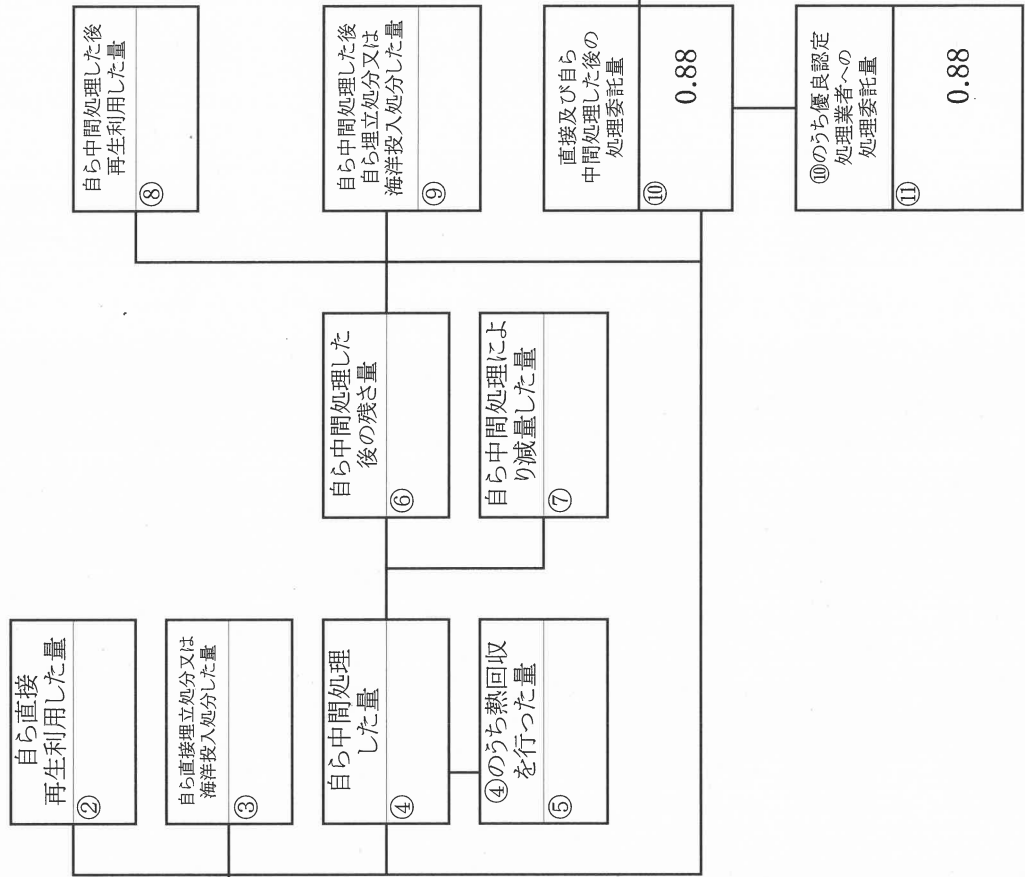 自ら直接
再生利用した量
②
自ら直接埋立処分又は
海洋投入処分した量
③
自ら中間処理
した量
④
④のうち熱回収
を行った量
⑤
自ら中間処理した
後の残さ量
⑥
自ら中間処理によ
り減量した量
⑦
自ら中間処理した後
再生利用した量
⑧
自ら中間処理した後
自ら埋立処分又は
海洋投入処分した量
⑨
直接及び自ら
中間処理した後の
処理委託量
⑩
0.88
⑩のうち優良認定
処理業者への
処理委託量
⑪
0.88